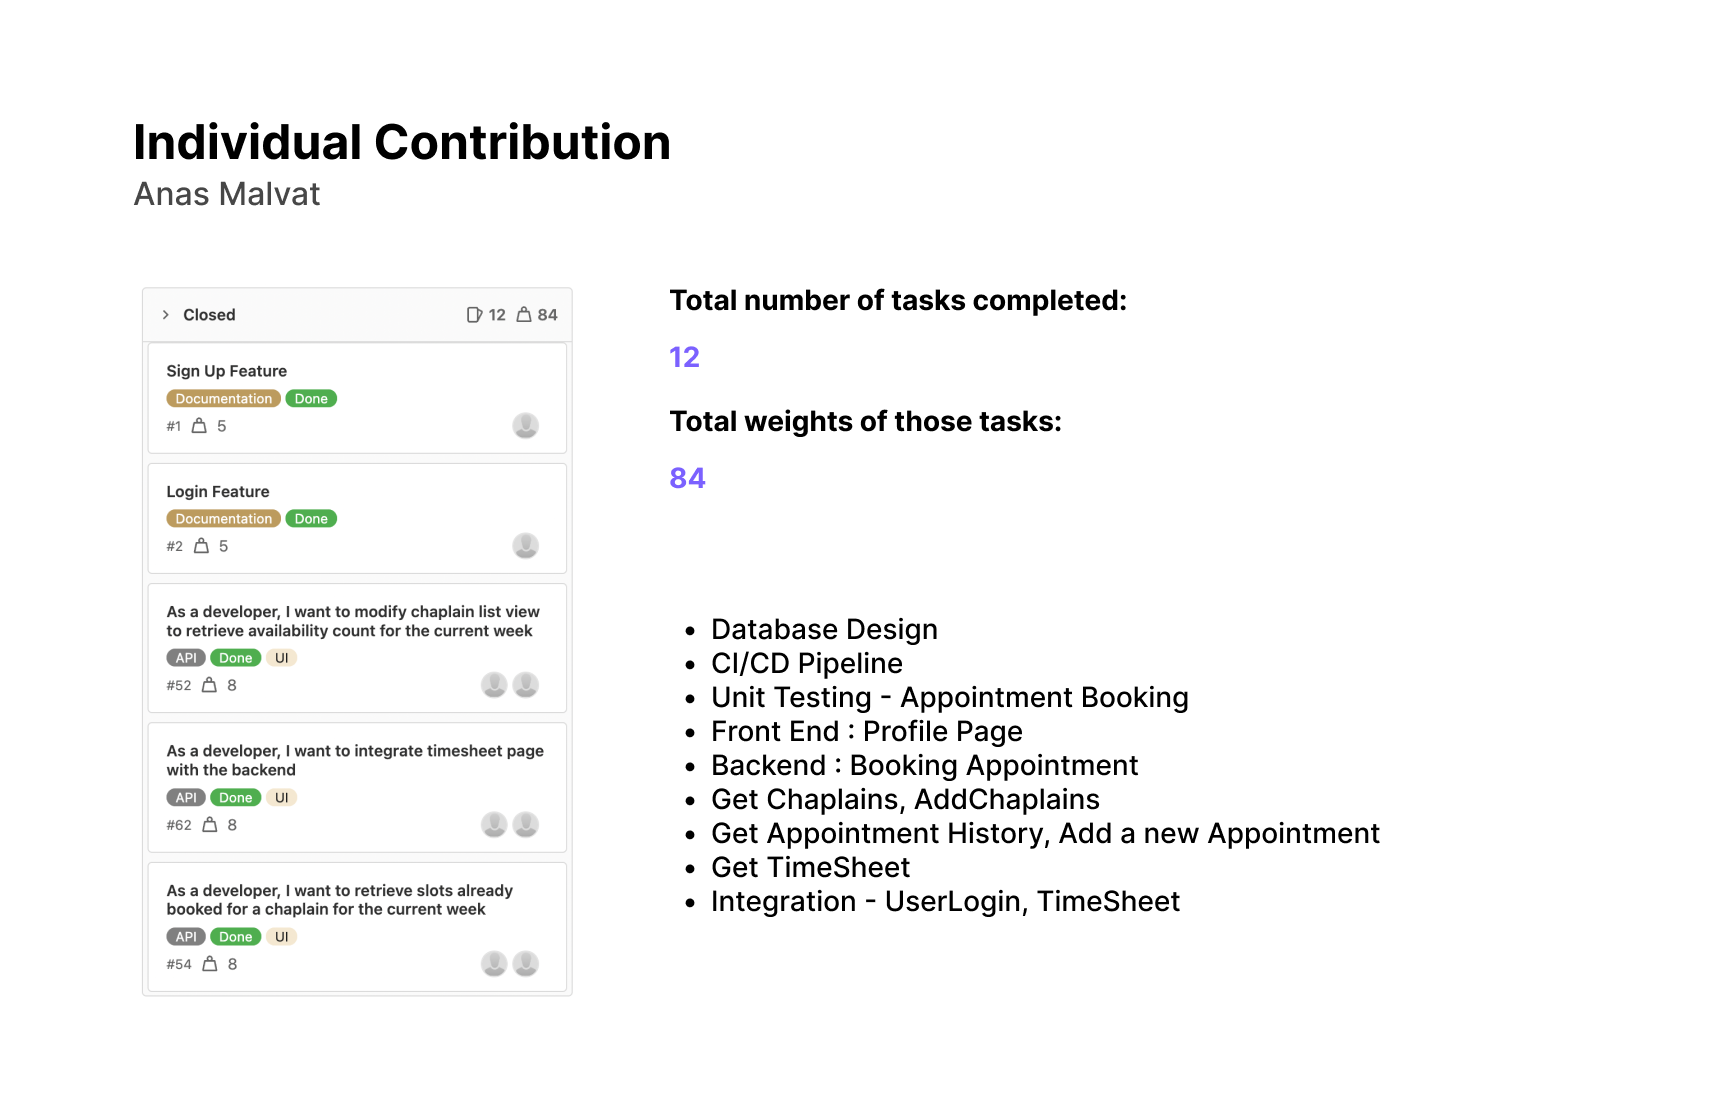 Individual Contribution
Anas Malvat
Closed 12 84
Sign Up Feature
Documentation Done
#1 5
Login Feature
Documentation Done
#2 5
As a developer, I want to modify chaplain list view
to retrieve availability count for the current week
API Done UI
#52 8
As a developer, I want to integrate timesheet page
with the backend
API Done UI
#62 8
As a developer, I want to retrieve slots already
booked for a chaplain for the current week
API Done UI
#54 8
Total number of tasks completed:
12
Total weights of those tasks:
84
• Database Design
• CI/CD Pipeline
• Unit Testing - Appointment Booking
• Front End : Profile Page
• Backend : Booking Appointment
• Get Chaplains, AddChaplains
• Get Appointment History, Add a new Appointment
• Get TimeSheet
• Integration - UserLogin, TimeSheet